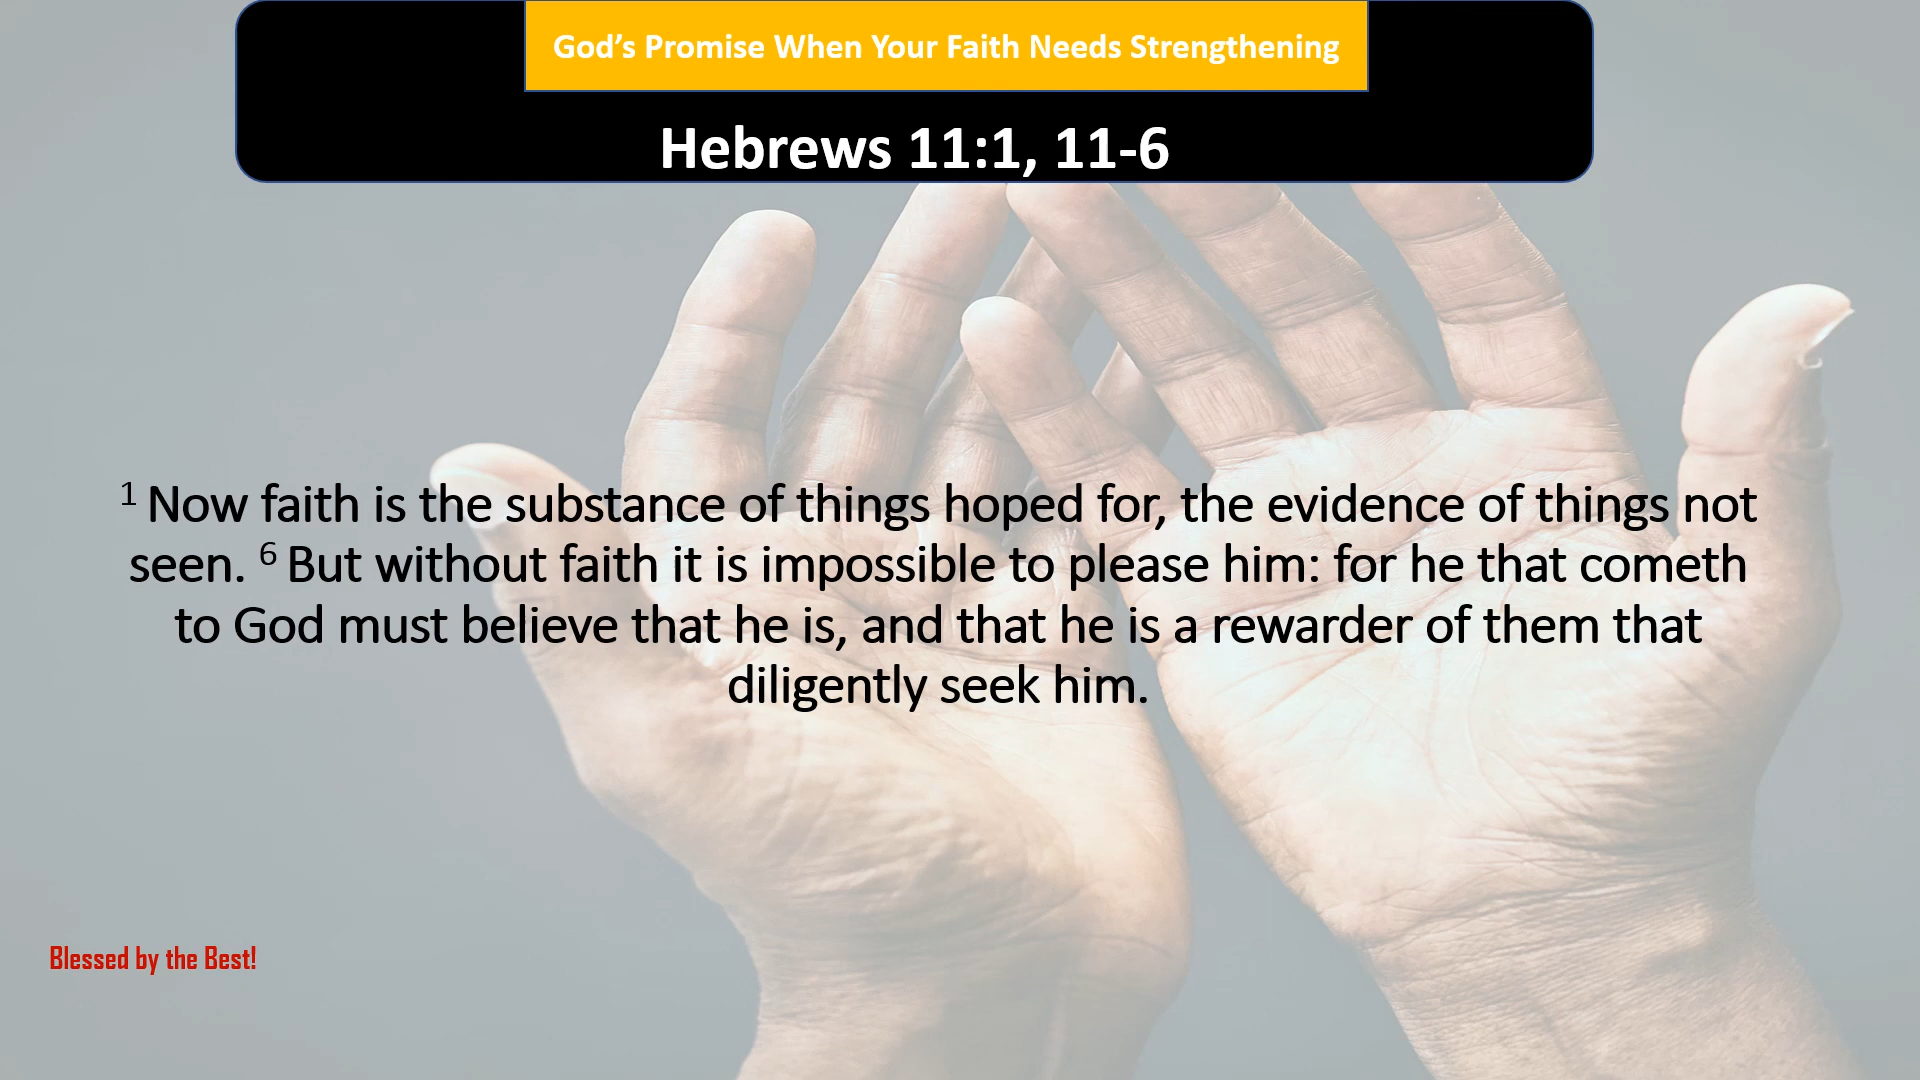 God’s Promise When Your Faith Needs Strengthening
Hebrews 11:1, 11-6
1 Now faith is the substance of things hoped for, the evidence of things not
seen. 6 But without faith it is impossible to please him: for he that cometh
to God must believe that he is, and that he is a rewarder of them that
diligently seek him.
Blessed by the Best!